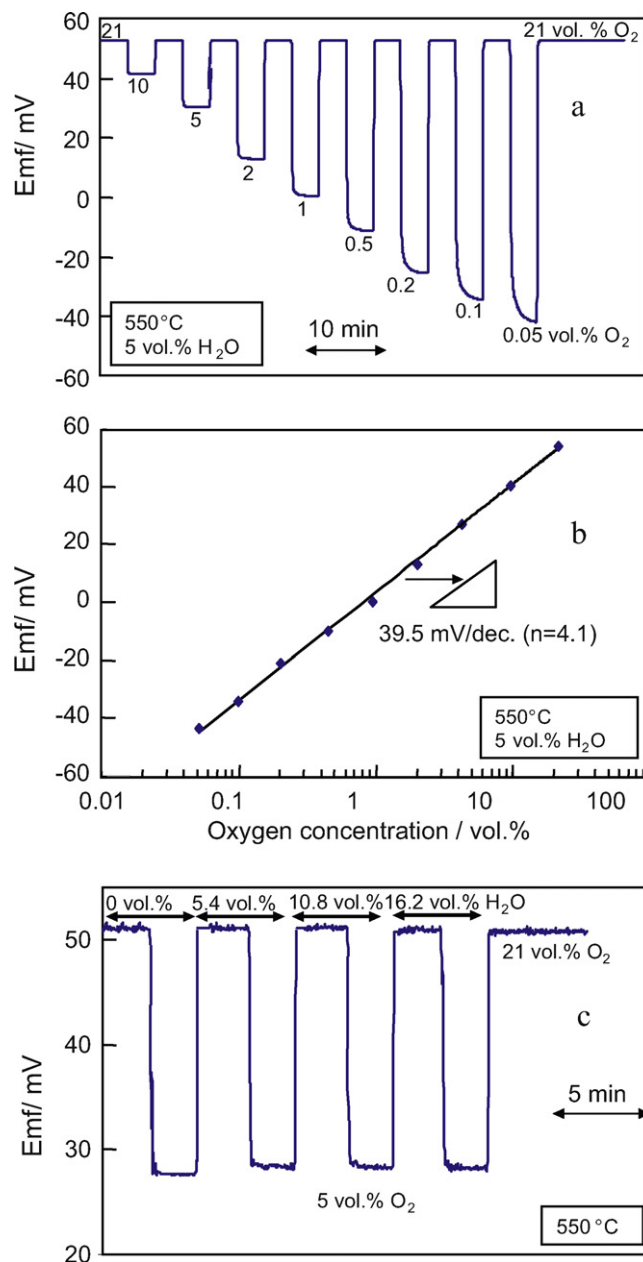 60
40
20
0
-20
-40
-60
Emf/ mV
21
10
5
2
1
0.5
0.2
0.1
0.05 vol.% O₂
21 vol. % O₂
a
550°C
5 vol.% H₂O
10 min
60
40
20
0
-20
-40
-60
Emf/ mV
b
39.5 mV/dec. (n=4.1)
550°C
5 vol.% H₂O
0.01 0.1 1 10 100
Oxygen concentration / vol.%
0 vol.% 5.4 vol.% 10.8 vol.% 16.2 vol.% H₂O
50
40
30
20
Emf/ mV
21 vol.% O₂
c
5 min
5 vol.% O₂
550 °C